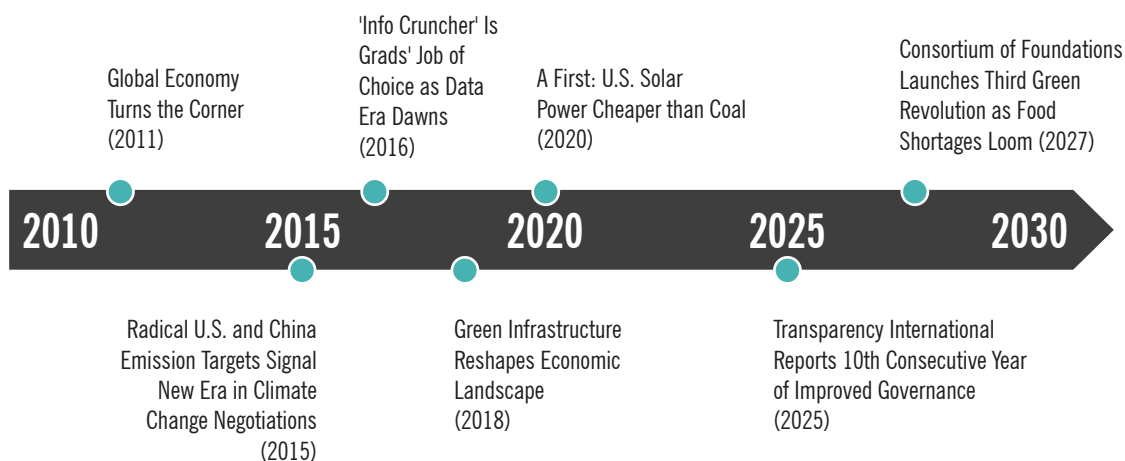 Global Economy
Turns the Corner
(2011)
'Info Cruncher' Is
Grads' Job of
Choice as Data
Era Dawns
(2016)
A First: U.S. Solar
Power Cheaper than Coal
(2020)
Consortium of Foundations
Launches Third Green
Revolution as Food
Shortages Loom (2027)
2010 2015 2020 2025 2030
Radical U.S. and China
Emission Targets Signal
New Era in Climate
Change Negotiations
(2015)
Green Infrastructure
Reshapes Economic
Landscape
(2018)
Transparency International
Reports 10th Consecutive Year
of Improved Governance
(2025)